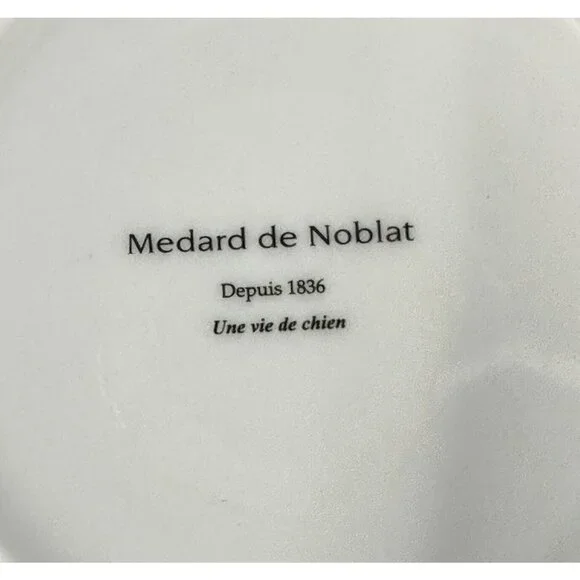 Medard de Noblat
Depuis 1836
Une vie de chien